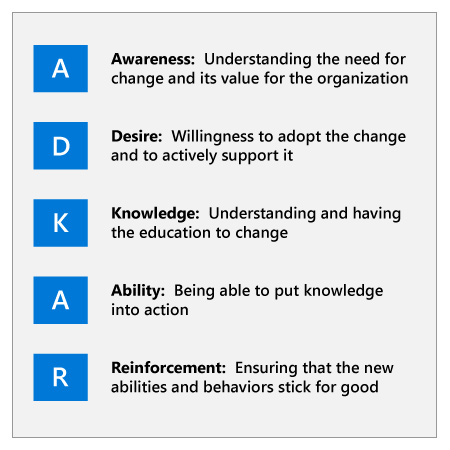 A
Awareness: Understanding the need for
change and its value for the organization
D
Desire: Willingness to adopt the change
and to actively support it
K
Knowledge: Understanding and having
the education to change
A
Ability: Being able to put knowledge
into action
R
Reinforcement: Ensuring that the new
abilities and behaviors stick for good